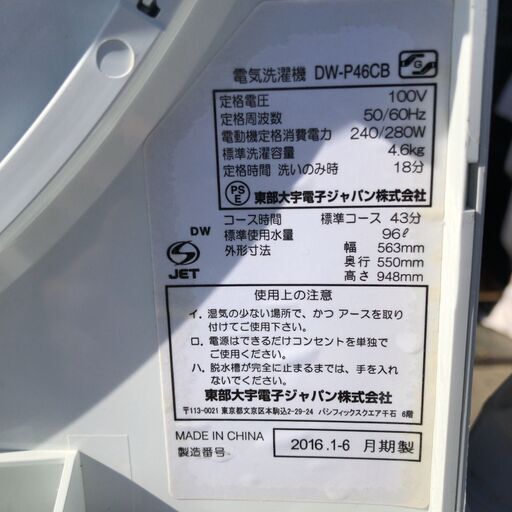 電気洗濯機 DW-P46CB
定格電圧 100V
定格周波数 50/60Hz
電動機定格消費電力 240/280W
標準洗濯容量 4.6kg
定格時間 洗いのみ時 18分
PS
E
東部大宇電子ジャパン株式会社
コース時間 標準コース 43分
DW 標準使用水量 96ℓ
外形寸法 幅 563mm
奥行 550mm
JET
高さ 948mm
使用上の注意
イ. 湿気の少ない場所で、かつ アースを取り
付けてご使用下さい。
ロ. 電源はできるだけコンセントを単独で
ご使用ください。
ハ. 脱水槽が完全に止まるまでは、手を入れ
ないでください。
東部大宇電子ジャパン株式会社
〒113-0021 東京都文京区本駒込2-29-24 パシフィックスクエア千石 6階
MADE IN CHINA
製造番号
2016.1-6 月期製